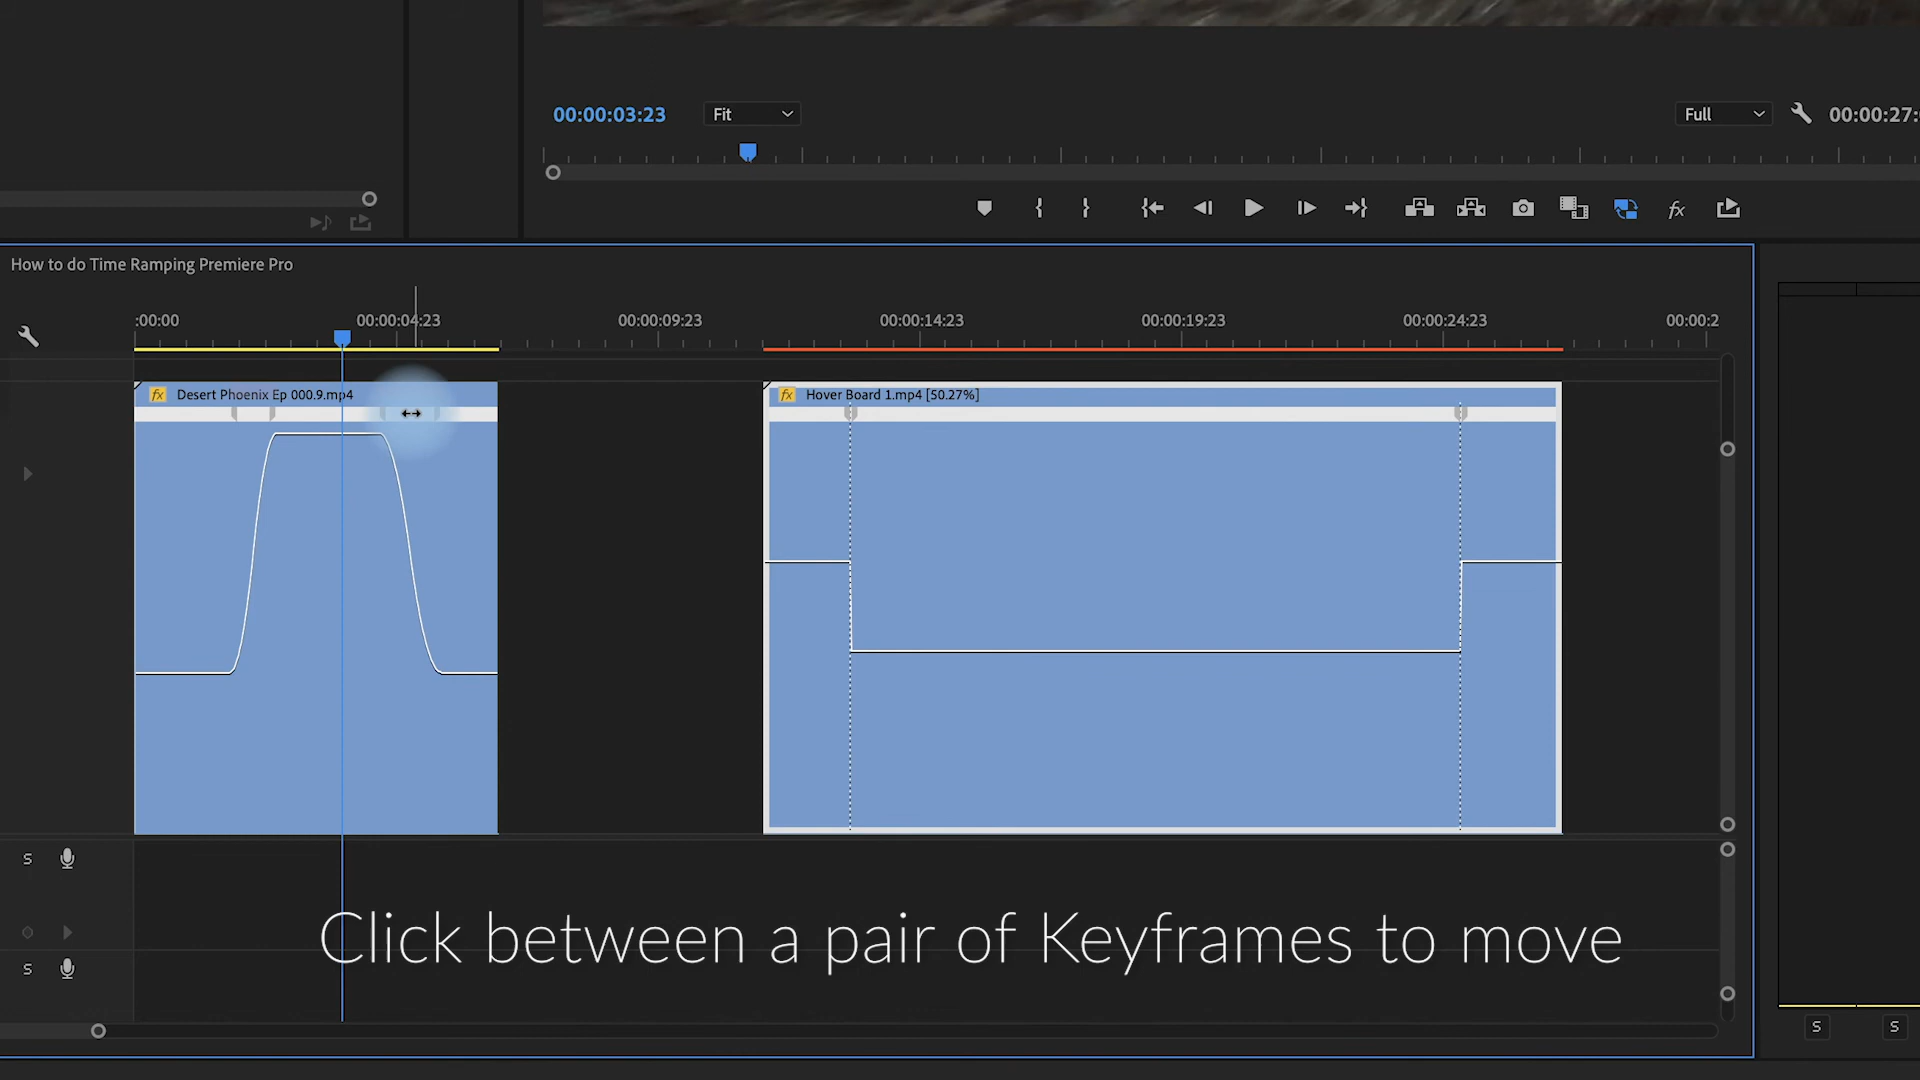 00:00:03:23 Fit Full 00:00:27:
How to do Time Ramping Premiere Pro
:00:00 00:00:04:23 00:00:09:23 00:00:14:23 00:00:19:23 00:00:24:23 00:00:2
fx Desert Phoenix Ep 000.9.mp4 fx Hover Board 1.mp4 [50.27%]
S
Click between a pair of Keyframes to move
S
S S